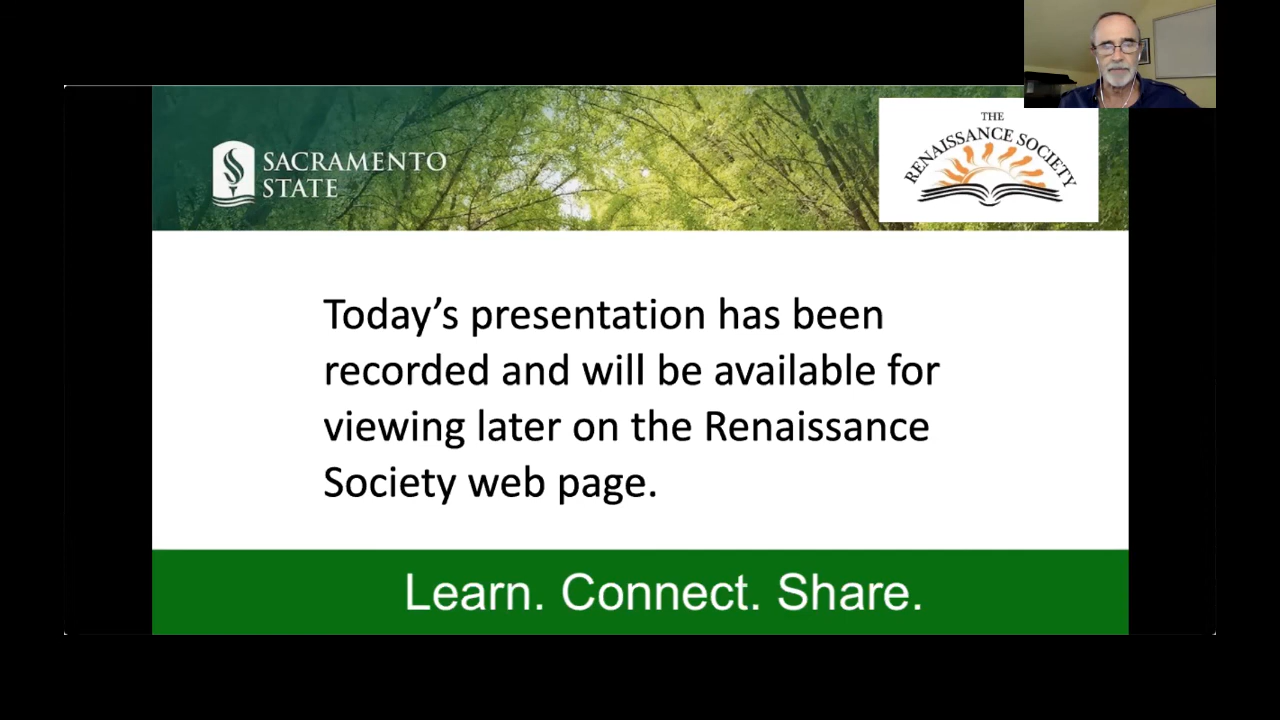 SACRAMENTO
STATE
THE
RENAISSANCE SOCIETY
Today’s presentation has been
recorded and will be available for
viewing later on the Renaissance
Society web page.
Learn. Connect. Share.